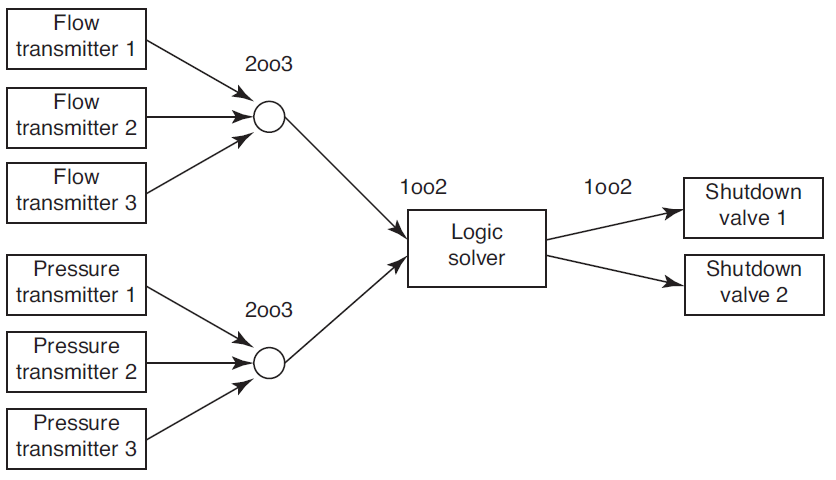 Flow
transmitter 1
2oo3
Flow
transmitter 2
Flow
transmitter 3
1oo2
1oo2
Shutdown
valve 1
Logic
solver
Pressure
transmitter 1
Shutdown
valve 2
2oo3
Pressure
transmitter 2
Pressure
transmitter 3